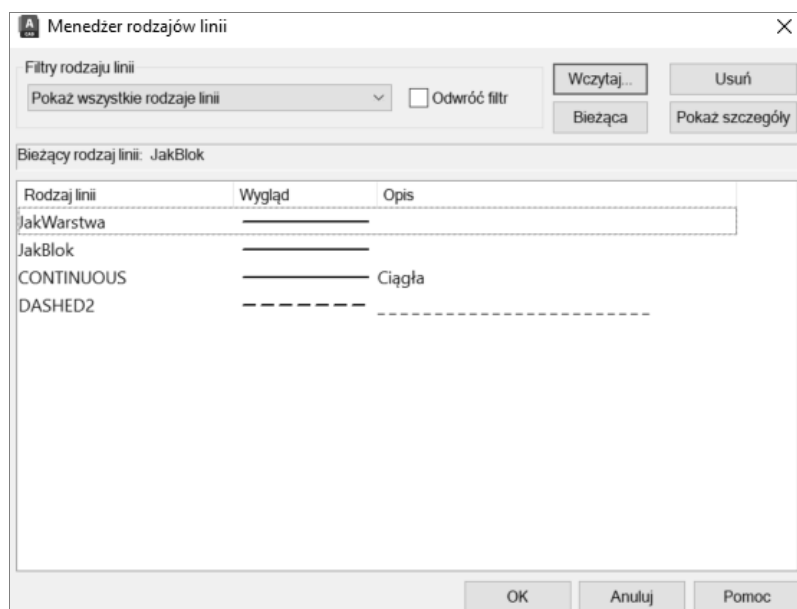 Menedżer rodzajów linii
Filtry rodzaju linii
Pokaż wszystkie rodzaje linii
Odwróć filtr
Wczytaj...
Usuń
Bieżąca
Pokaż szczegóły
Bieżący rodzaj linii: JakBlok
Rodzaj linii Wygląd Opis
JakWarstwa
JakBlok
CONTINUOUS Ciągła
DASHED2 _ _ _ _ _ _ _ _ _ _ _ _ _ _ _ _ _ _ _ _ _ _ _ _
OK Anuluj Pomoc